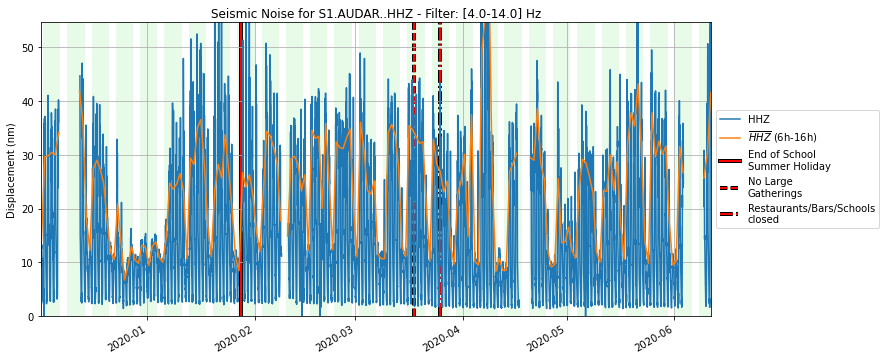 Seismic Noise for S1.AUDAR..HHZ - Filter: [4.0-14.0] Hz
Displacement (nm)
50
40
30
20
10
0
2020-01
2020-02
2020-03
2020-04
2020-05
2020-06
HHZ
HHZ (6h-16h)
End of School
Summer Holiday
No Large
Gatherings
Restaurants/Bars/Schools
closed